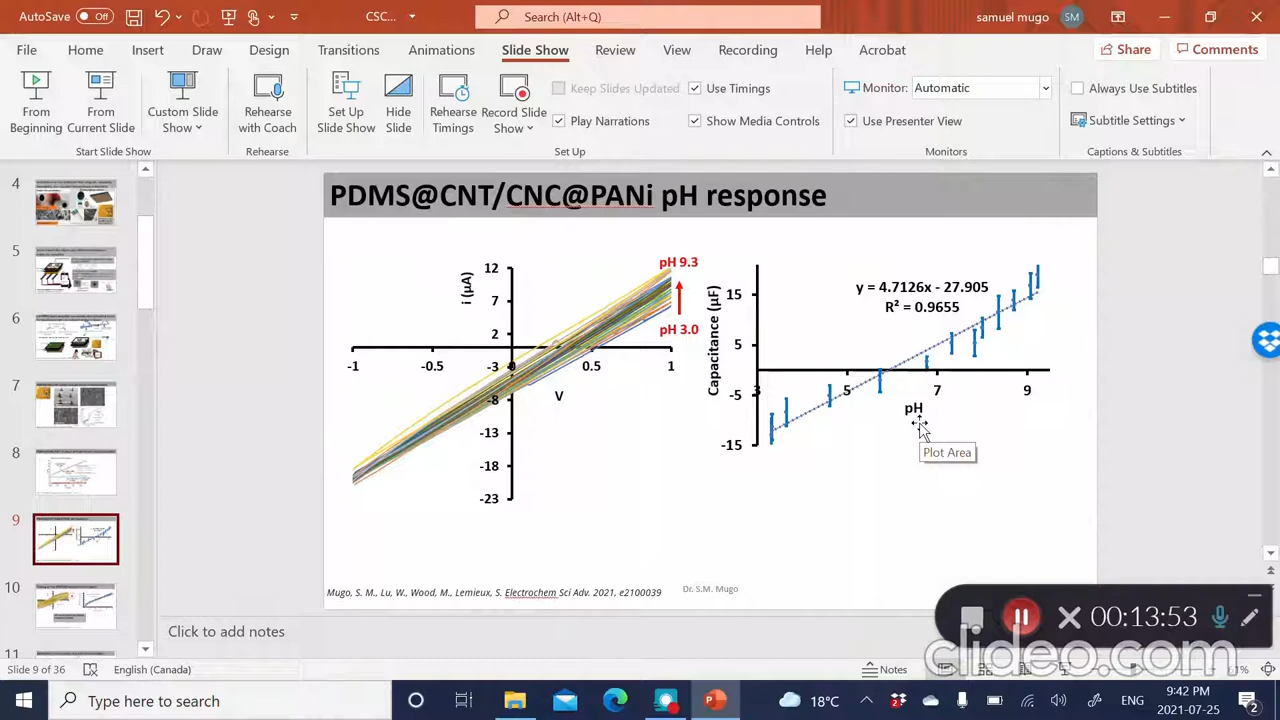 AutoSave Off
CSC...
Search (Alt+Q)
samuel mugo SM
File Home Insert Draw Design Transitions Animations Slide Show Review View Recording Help Acrobat
Share Comments
From Beginning
From Current Slide
Custom Slide Show
Rehearse with Coach
Set Up Slide Show
Hide Slide
Rehearse Timings
Record Slide Show
Keep Slides Updated
Play Narrations
Use Timings
Show Media Controls
Monitor: Automatic
Use Presenter View
Always Use Subtitles
Subtitle Settings
Start Slide Show Rehearse Set Up Monitors Captions & Subtitles
5
6
7
8
9
10
11
PDMS@CNT/CNC@PANi pH response
i (µA)
12
7
2
-3
-8
-13
-18
-23
-1 -0.5 0 0.5 1
V
pH 9.3
pH 3.0
Capacitance (µF)
15
5
-5
-15
3 5 7 9
pH
y = 4.7126x - 27.905
R² = 0.9655
Plot Area
Mugo, S. M., Lu, W., Wood, M., Lemieux, S. Electrochem Sci Adv. 2021, e2100039
Dr. S.M. Mugo
Click to add notes
00:13:53
clideo.com
Slide 9 of 36 English (Canada)
Notes
Type here to search
18°C
ENG
9:42 PM
2021-07-25
2